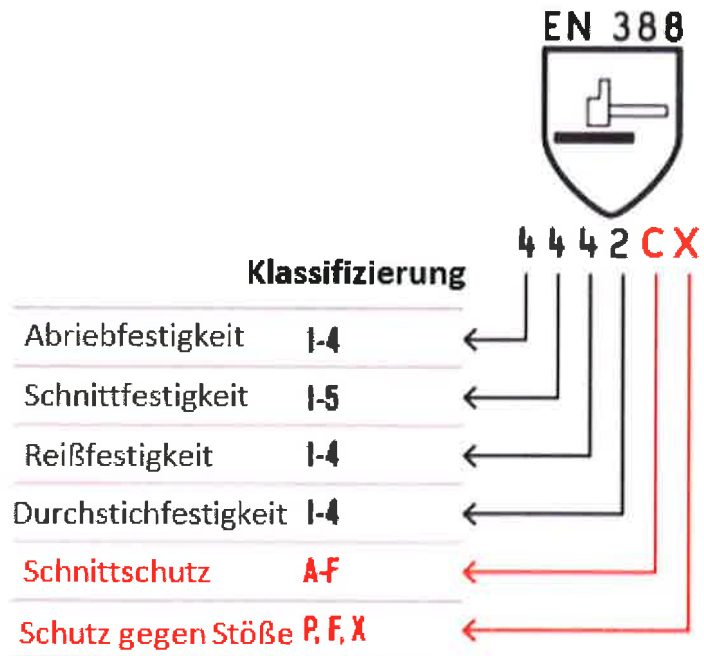 EN 388
4 4 4 2 C X
Klassifizierung
Abriebfestigkeit 1-4
Schnittfestigkeit 1-5
Reißfestigkeit 1-4
Durchstichfestigkeit 1-4
Schnittschutz A-F
Schutz gegen Stöße P, F, X